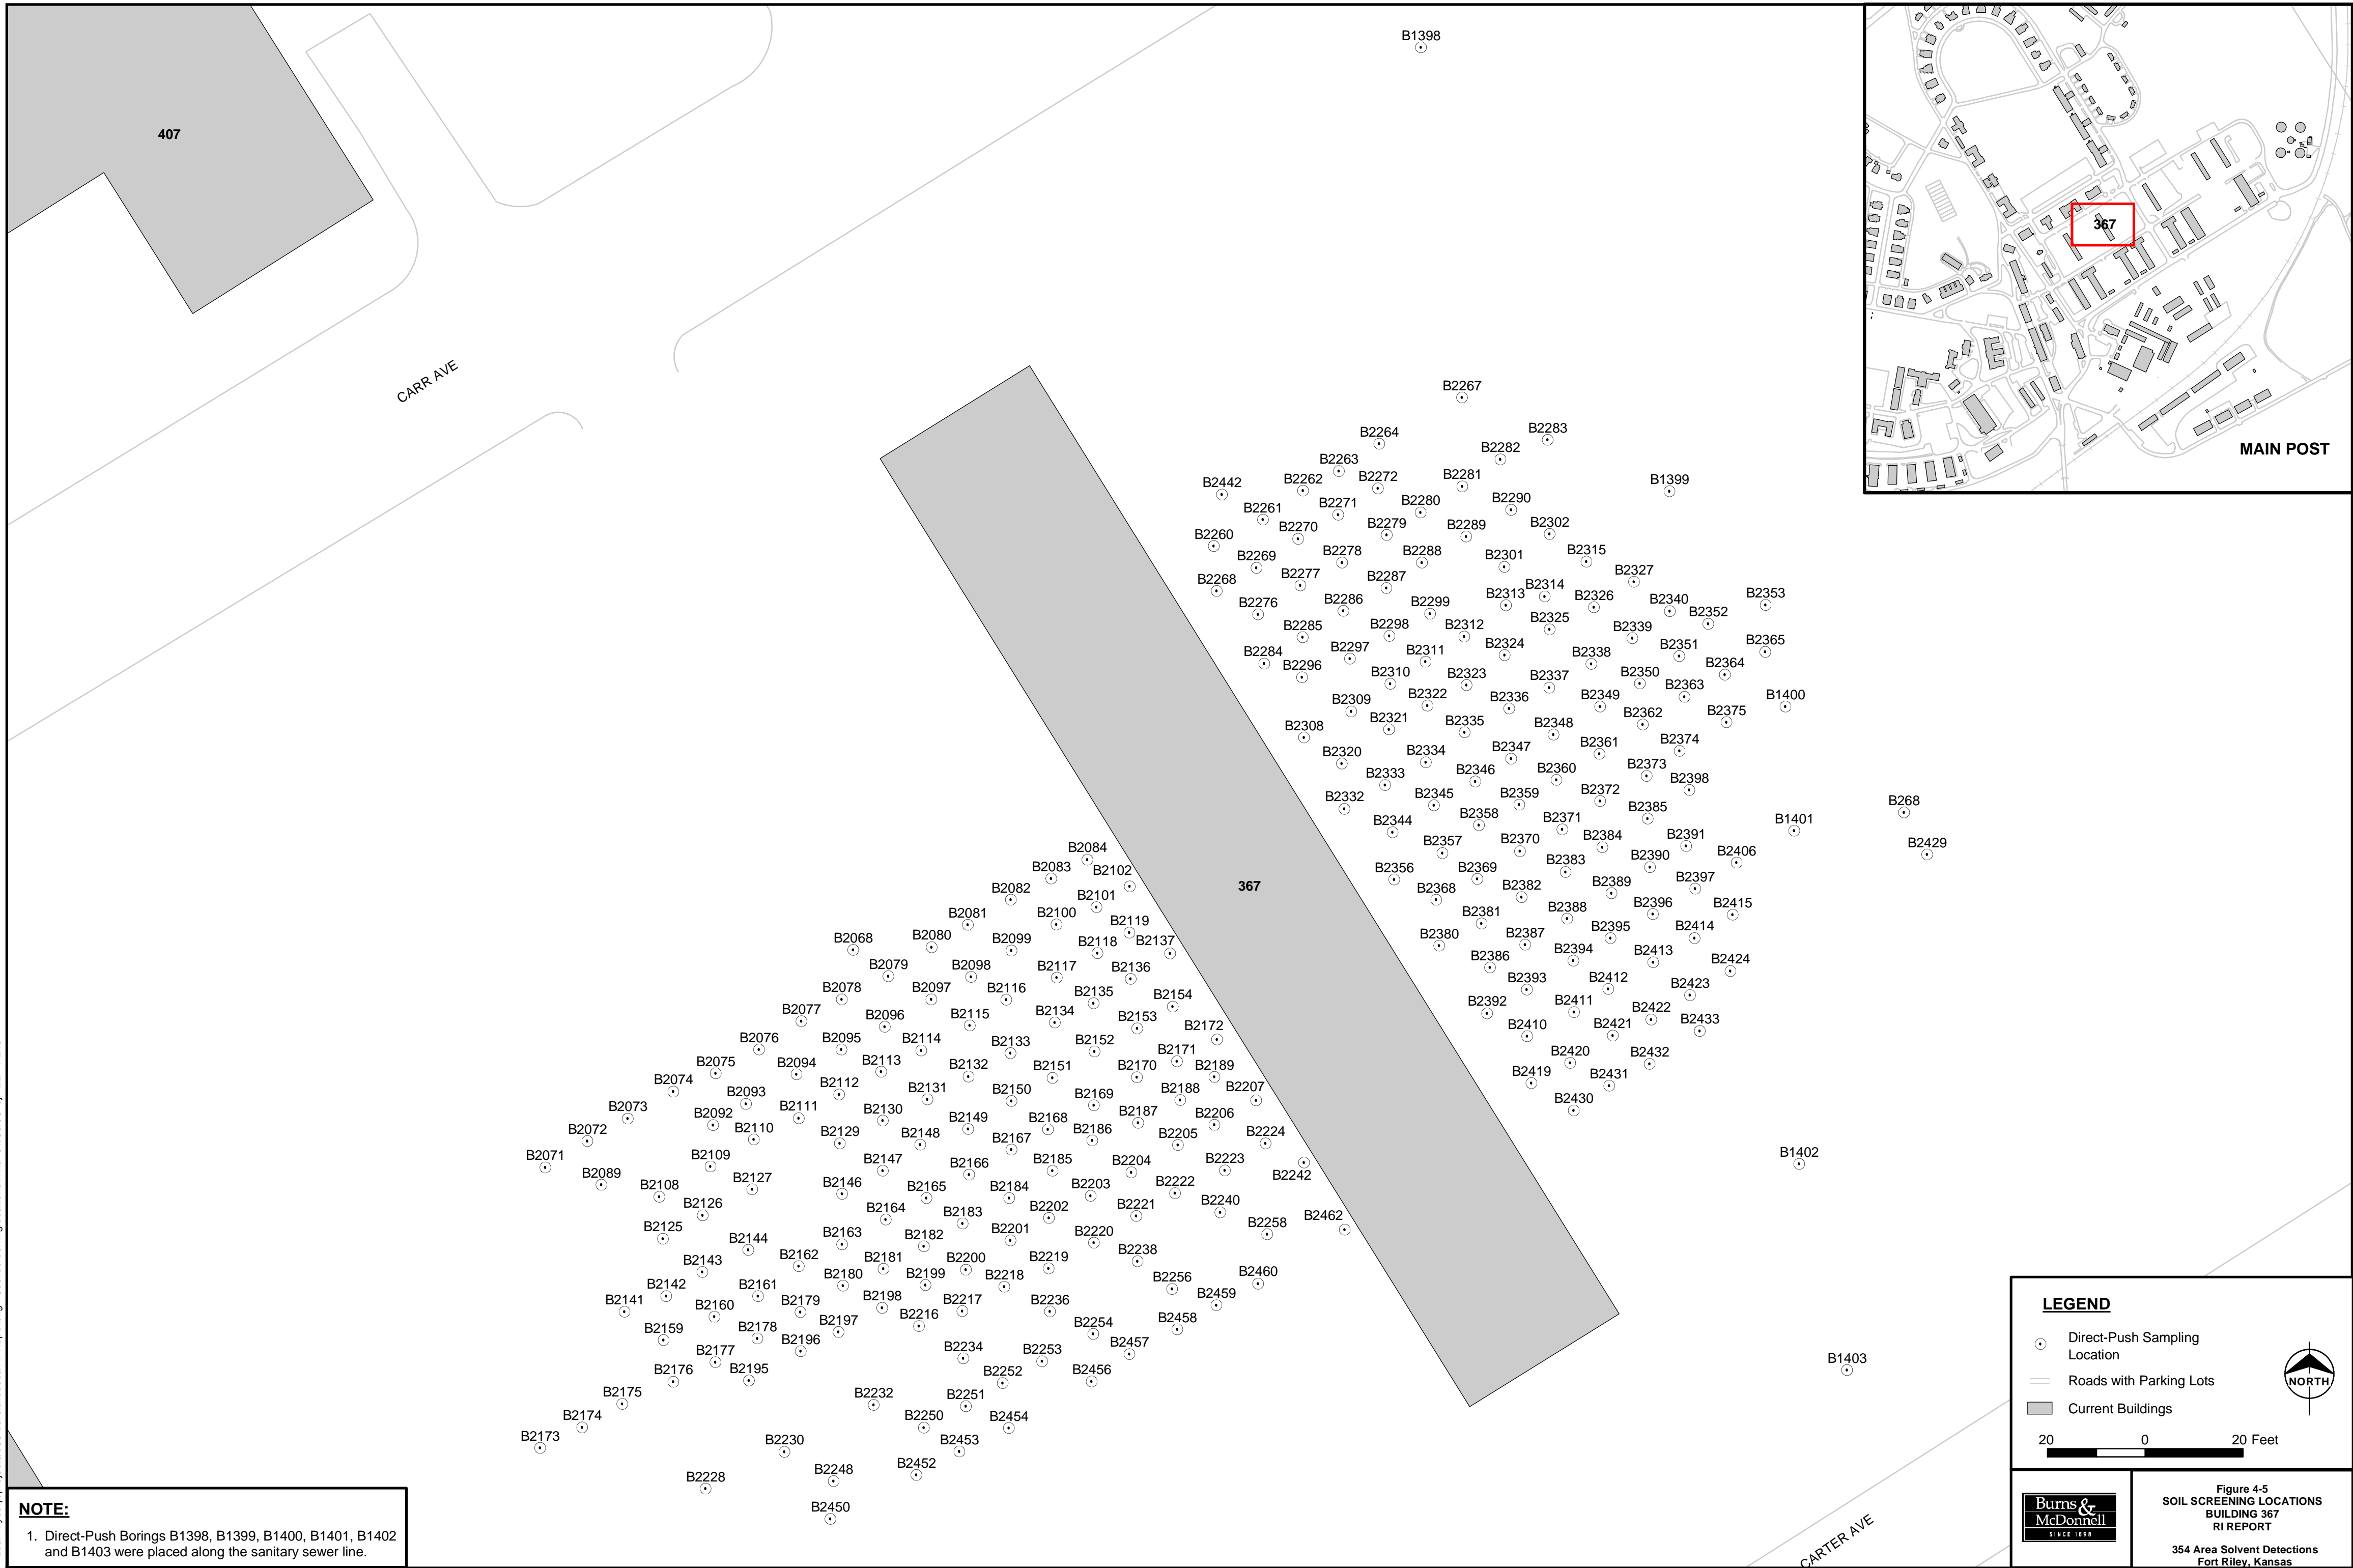 B1398
407
367
MAIN POST
CARR AVE
B2267
B2283
B2264
B2282
B2263
B2281
B2262
B2272
B1399
B2442
B2290
B2271
B2280
B2261
B2302
B2270
B2279
B2289
B2260
B2315
B2269
B2278
B2288
B2301
B2327
B2268
B2277
B2287
B2314
B2353
B2276
B2286
B2299
B2313
B2326
B2340
B2352
B2285
B2298
B2312
B2325
B2339
B2365
B2284
B2297
B2311
B2324
B2351
B2296
B2338
B2364
B2310
B2323
B2337
B2350
B2363
B2309
B2322
B2336
B2349
B1400
B2308
B2321
B2335
B2348
B2362
B2375
B2320
B2334
B2347
B2361
B2374
B2333
B2346
B2360
B2373
B2398
B2332
B2345
B2359
B2372
B2385
B268
B2344
B2358
B2371
B1401
B2357
B2370
B2384
B2391
B2429
B2356
B2369
B2383
B2390
B2406
B2368
B2382
B2389
B2397
B2381
B2388
B2396
B2415
B2380
B2387
B2395
B2414
B2386
B2394
B2413
B2424
B2393
B2412
B2423
B2392
B2411
B2422
B2410
B2421
B2433
B2420
B2432
B2419
B2431
B2430
B1402
B1403
367
B2084
B2083
B2102
B2082
B2101
B2081
B2100
B2119
B2068
B2080
B2099
B2118
B2137
B2079
B2098
B2117
B2136
B2078
B2097
B2116
B2135
B2154
B2077
B2096
B2115
B2134
B2153
B2172
B2076
B2095
B2114
B2133
B2152
B2171
B2075
B2094
B2113
B2132
B2151
B2170
B2189
B2074
B2093
B2112
B2131
B2150
B2169
B2188
B2207
B2073
B2092
B2111
B2130
B2149
B2168
B2187
B2206
B2072
B2110
B2129
B2148
B2167
B2186
B2205
B2224
B2071
B2109
B2147
B2166
B2185
B2204
B2223
B2242
B2089
B2108
B2127
B2146
B2165
B2184
B2203
B2222
B2240
B2126
B2164
B2183
B2202
B2221
B2258
B2462
B2125
B2144
B2163
B2182
B2201
B2220
B2143
B2162
B2181
B2200
B2219
B2238
B2142
B2161
B2180
B2199
B2218
B2256
B2460
B2141
B2160
B2179
B2198
B2217
B2236
B2459
B2159
B2178
B2197
B2216
B2254
B2458
B2177
B2196
B2234
B2253
B2457
B2176
B2195
B2252
B2456
B2175
B2232
B2251
B2174
B2250
B2454
B2173
B2230
B2453
B2228
B2248
B2452
B2450
CARTER AVE
NOTE:
1. Direct-Push Borings B1398, B1399, B1400, B1401, B1402
and B1403 were placed along the sanitary sewer line.
LEGEND
Direct-Push Sampling
Location
Roads with Parking Lots
Current Buildings
NORTH
20 0 20 Feet
Burns &
McDonnell
SINCE 1898
Figure 4-5
SOIL SCREENING LOCATIONS
BUILDING 367
RI REPORT
354 Area Solvent Detections
Fort Riley, Kansas